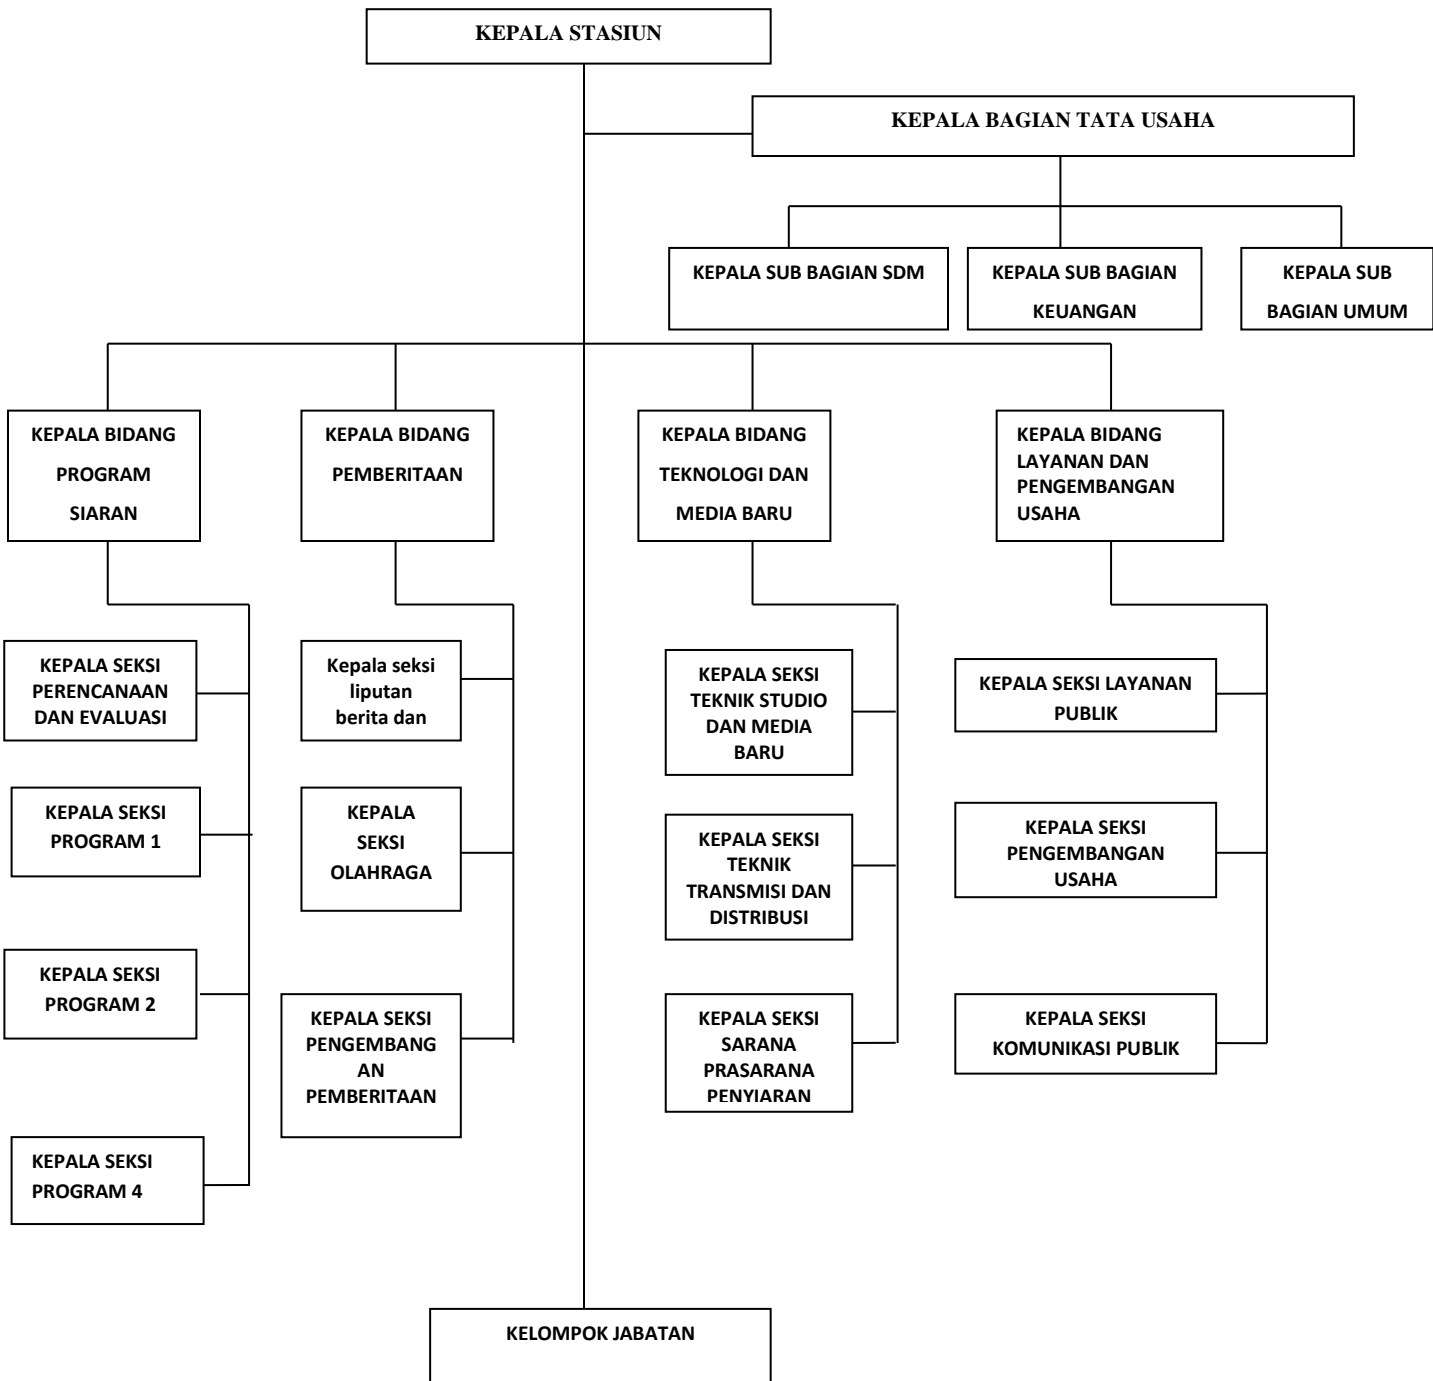 KEPALA STASIUN
KEPALA BAGIAN TATA USAHA
KEPALA SUB BAGIAN SDM
KEPALA SUB BAGIAN
KEUANGAN
KEPALA SUB
BAGIAN UMUM
KEPALA BIDANG
PROGRAM
SIARAN
KEPALA BIDANG
PEMBERITAAN
KEPALA BIDANG
TEKNOLOGI DAN
MEDIA BARU
KEPALA BIDANG
LAYANAN DAN
PENGEMBANGAN
USAHA
KEPALA SEKSI
PERENCANAAN
DAN EVALUASI
KEPALA SEKSI
PROGRAM 1
KEPALA SEKSI
PROGRAM 2
KEPALA SEKSI
PROGRAM 4
Kepala seksi
liputan
berita dan
KEPALA
SEKSI
OLAHRAGA
KEPALA SEKSI
PENGEMBANG
AN
PEMBERITAAN
KEPALA SEKSI
TEKNIK STUDIO
DAN MEDIA
BARU
KEPALA SEKSI
TEKNIK
TRANSMISI DAN
DISTRIBUSI
KEPALA SEKSI
SARANA
PRASARANA
PENYIARAN
KEPALA SEKSI LAYANAN
PUBLIK
KEPALA SEKSI
PENGEMBANGAN
USAHA
KEPALA SEKSI
KOMUNIKASI PUBLIK
KELOMPOK JABATAN